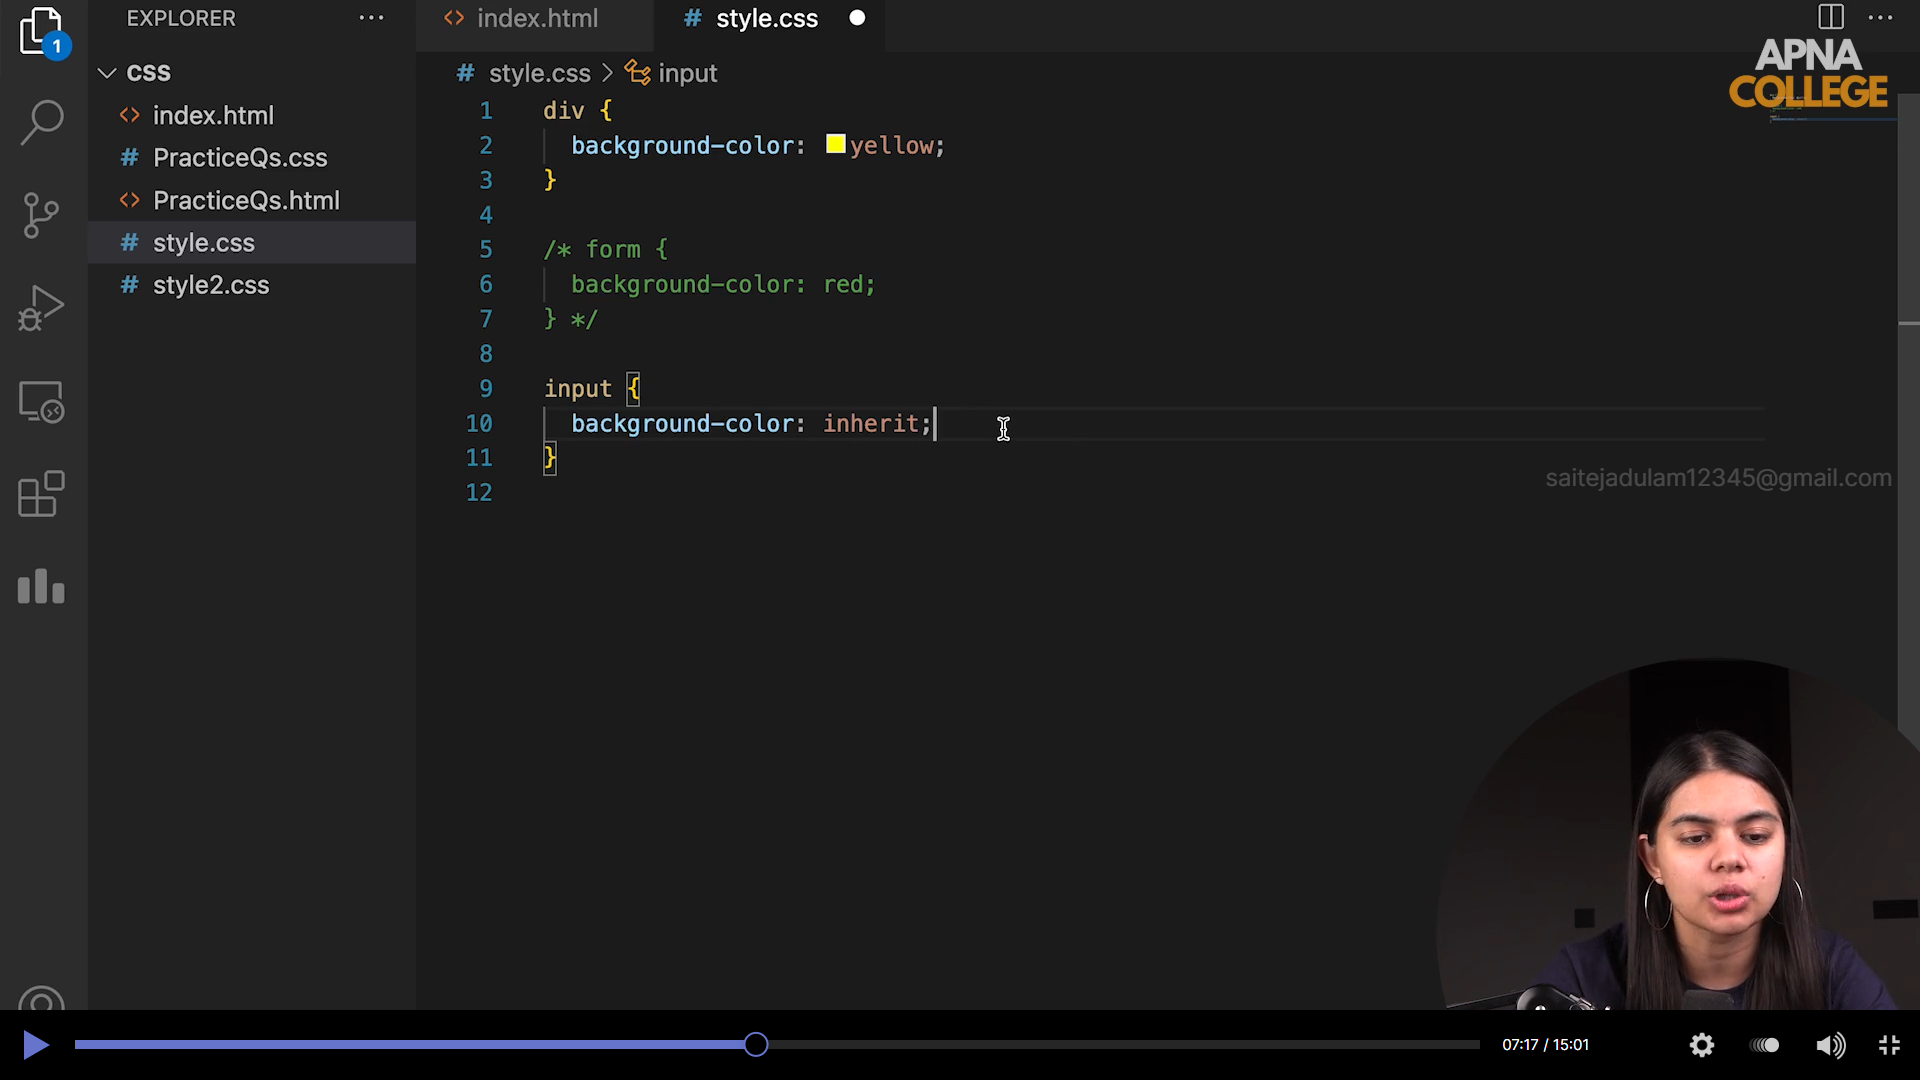 EXPLORER
index.html
style.css
APNA
COLLEGE
1
CSS
index.html
PracticeQs.css
PracticeQs.html
style.css
style2.css
# style.css > input
1 div {
2 background-color: yellow;
3 }
4
5 /* form {
6 background-color: red;
7 } */
8
9 input {
10 background-color: inherit;
11 }
12
saitejadulam12345@gmail.com
07:17 / 15:01